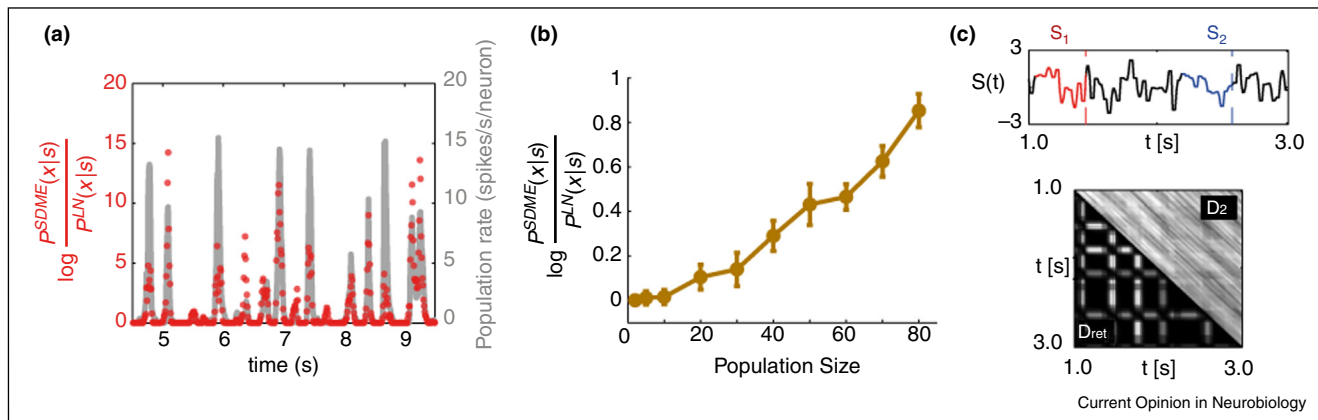 (a)
20
15
10
5
0
log P^SDME(x|s) / P^LN(x|s)
5 6 7 8 9
time (s)
20
15
10
5
0
Population rate (spikes/s/neuron)
(b)
1
0.8
0.6
0.4
0.2
0
log P^SDME(x|s) / P^LN(x|s)
0 20 40 60 80
Population Size
(c)
S1 S2
3
S(t)
−3
1.0 t [s] 3.0
1.0
D2
t [s]
Dret
3.0
1.0 t [s] 3.0
Current Opinion in Neurobiology